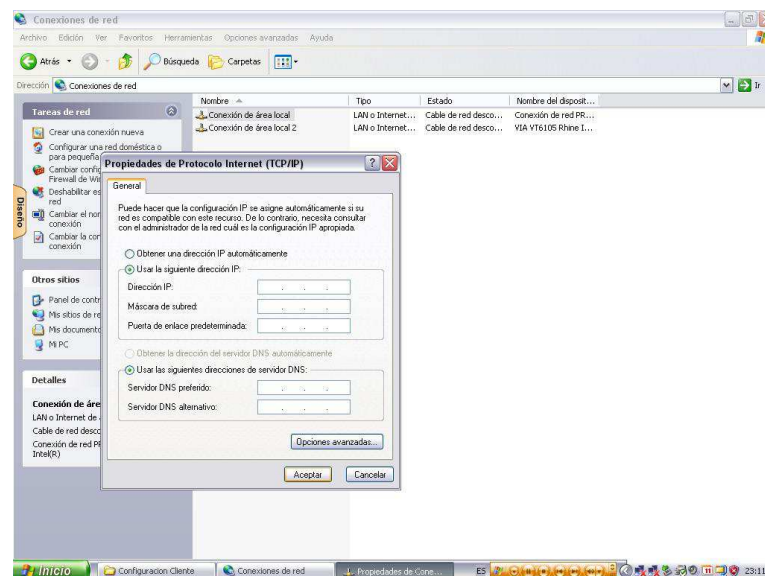 Conexiones de red
Archivo Edición Ver Favoritos Herramientas Opciones avanzadas Ayuda
Atrás Búsqueda Carpetas
Dirección Conexiones de red Ir
Nombre Tipo Estado Nombre del disposit...
Conexión de área local LAN o Internet... Cable de red desco... Conexión de red PR...
Conexión de área local 2 LAN o Internet... Cable de red desco... VIA VT6105 Rhine I...
Tareas de red
Crear una conexión nueva
Configurar una red doméstica o
para pequeña
Cambiar config
Firewall de Wi
Deshabilitar es
red
Cambiar el nor
conexión
Cambiar la cor
conexión
Diseño
Otros sitios
Panel de contr
Mis sitios de re
Mis documento
Mi PC
Detalles
Conexión de áre
LAN o Internet de
Cable de red desco
Conexión de red PR
Intel(R)
Propiedades de Protocolo Internet (TCP/IP)
General
Puede hacer que la configuración IP se asigne automáticamente si su
red es compatible con este recurso. De lo contrario, necesita consultar
con el administrador de la red cuál es la configuración IP apropiada.
Obtener una dirección IP automáticamente
Usar la siguiente dirección IP:
Dirección IP:
Máscara de subred:
Puerta de enlace predeterminada:
Obtener la dirección del servidor DNS automáticamente
Usar las siguientes direcciones de servidor DNS:
Servidor DNS preferido:
Servidor DNS alternativo:
Opciones avanzadas...
Aceptar Cancelar
Inicio Configuracion Cliente Conexiones de red Propiedades de Cone... ES 23:11